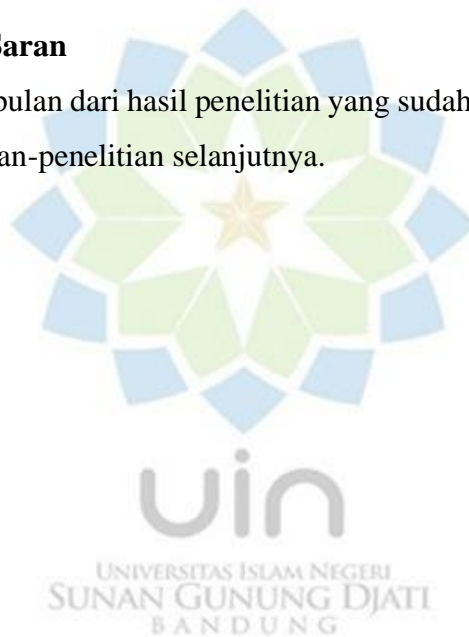 Saran
pulan dari hasil penelitian yang sudah
an-penelitian selanjutnya.
uin
UNIVERSITAS ISLAM NEGERI
SUNAN GUNUNG DJATI
BANDUNG